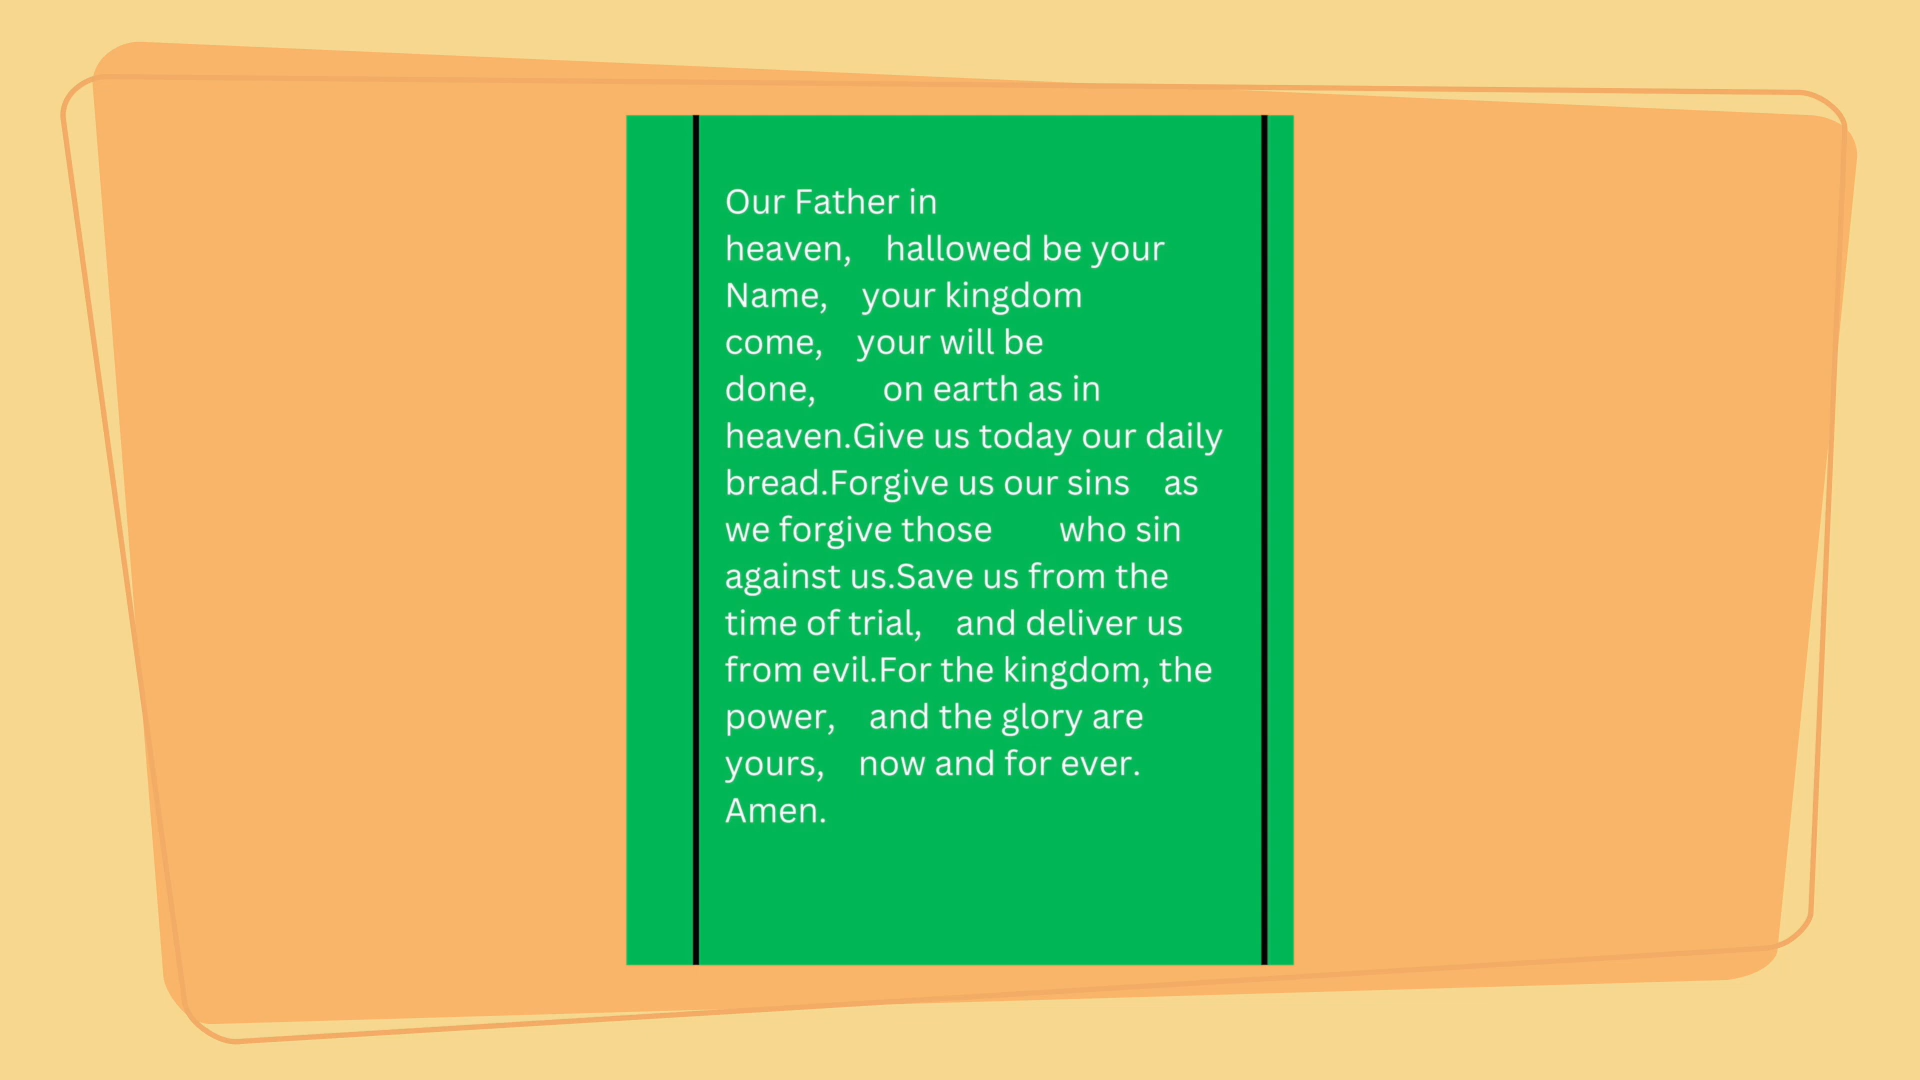 Our Father in
heaven,    hallowed be your
Name,    your kingdom
come,    your will be
done,        on earth as in
heaven.Give us today our daily
bread.Forgive us our sins    as
we forgive those        who sin
against us.Save us from the
time of trial,    and deliver us
from evil.For the kingdom, the
power,    and the glory are
yours,    now and for ever.
Amen.